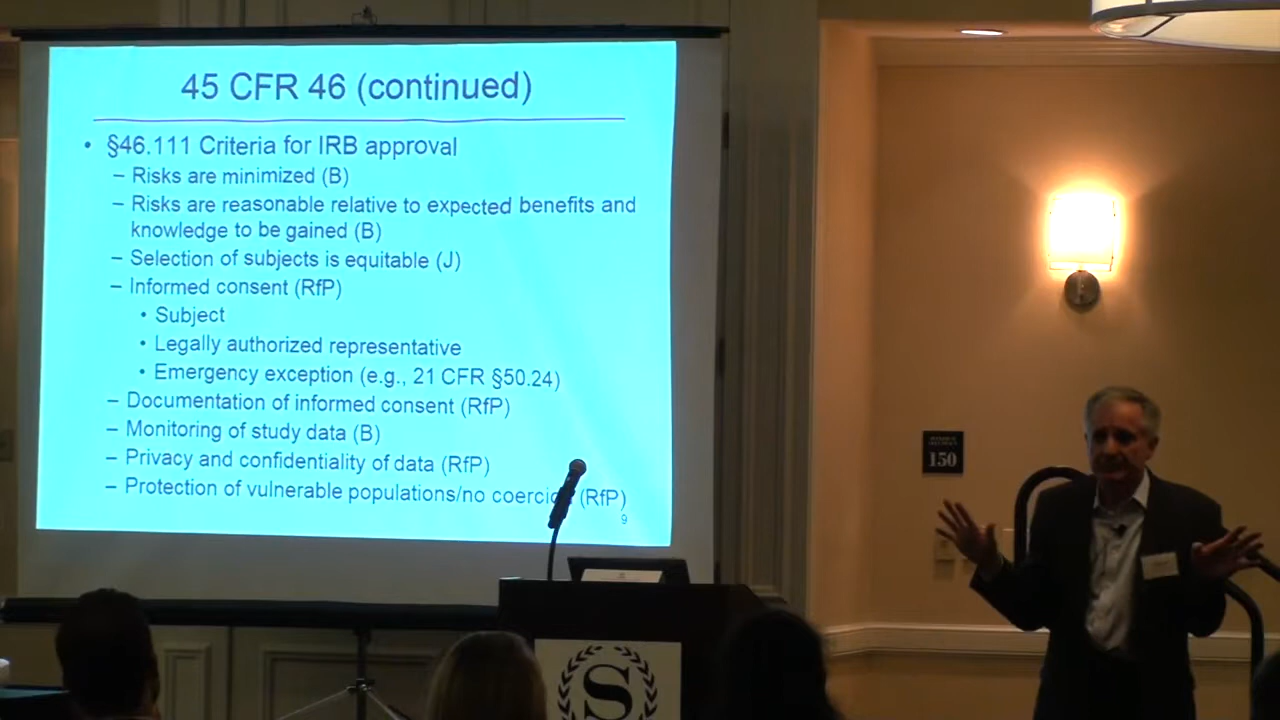 45 CFR 46 (continued)
• §46.111 Criteria for IRB approval
– Risks are minimized (B)
– Risks are reasonable relative to expected benefits and
knowledge to be gained (B)
– Selection of subjects is equitable (J)
– Informed consent (RfP)
• Subject
• Legally authorized representative
• Emergency exception (e.g., 21 CFR §50.24)
– Documentation of informed consent (RfP)
– Monitoring of study data (B)
– Privacy and confidentiality of data (RfP)
– Protection of vulnerable populations/no (RfP)
9
150
S